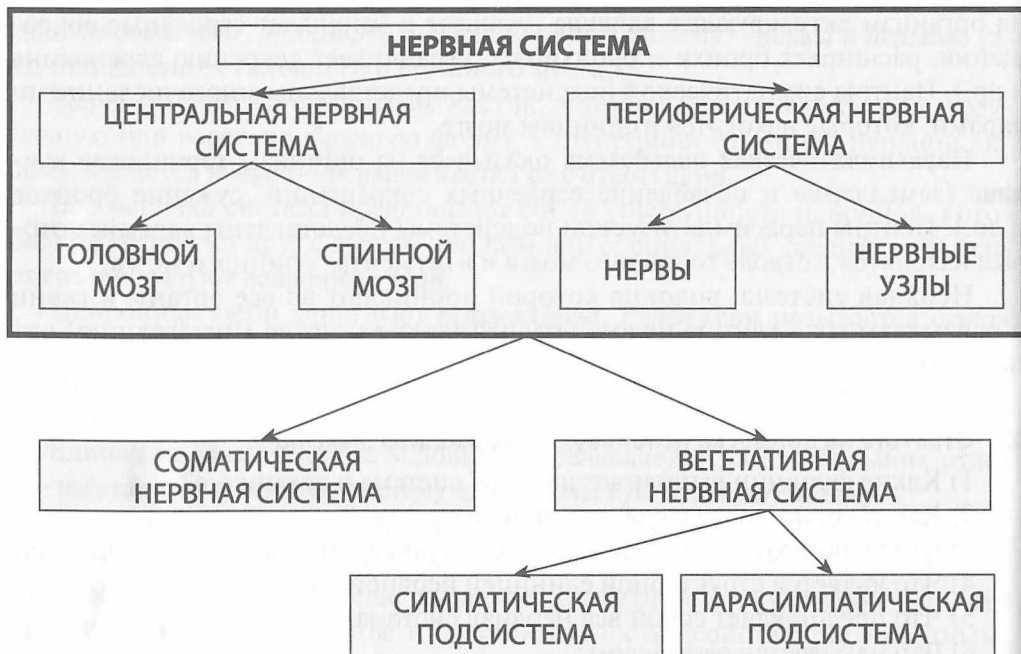 НЕРВНАЯ СИСТЕМА
ЦЕНТРАЛЬНАЯ НЕРВНАЯ
СИСТЕМА
ПЕРИФЕРИЧЕСКАЯ НЕРВНАЯ
СИСТЕМА
ГОЛОВНОЙ
МОЗГ
СПИННОЙ
МОЗГ
НЕРВЫ
НЕРВНЫЕ
УЗЛЫ
СОМАТИЧЕСКАЯ
НЕРВНАЯ СИСТЕМА
ВЕГЕТАТИВНАЯ
НЕРВНАЯ СИСТЕМА
СИМПАТИЧЕСКАЯ
ПОДСИСТЕМА
ПАРАСИМПАТИЧЕСКАЯ
ПОДСИСТЕМА